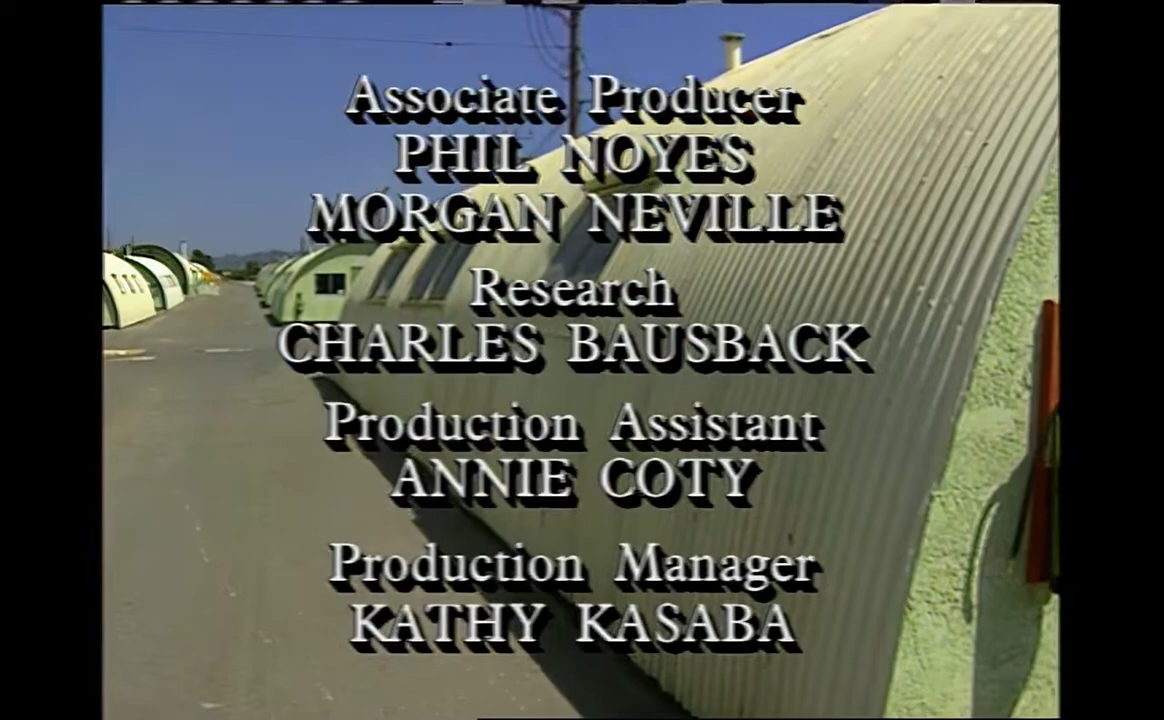 Associate Producer
PHIL NOYES
MORGAN NEVILLE
Research
CHARLES BAUSBACK
Production Assistant
ANNIE COTY
Production Manager
KATHY KASABA